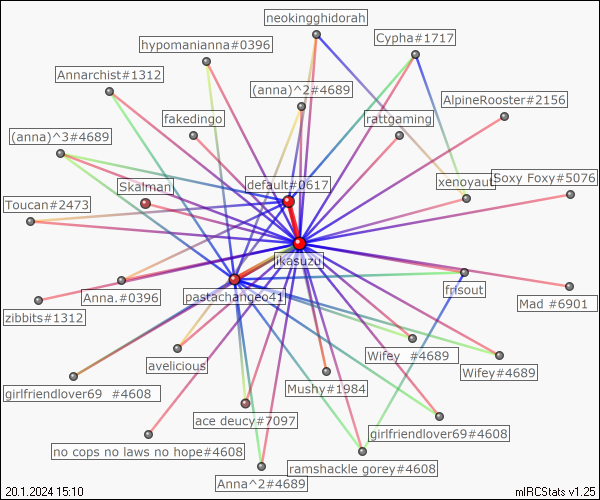 neokingghidorah
Cypha#1717
hypomanianna#0396
Annarchist#1312
(anna)^2#4689
AlpineRooster#2156
fakedingo
rattgaming
(anna)^3#4689
Skalman
default#0617
xenoyaut
Soxy Foxy#5076
Toucan#2473
ikasuzu
Anna.#0396
pastachangeo41
frisout
Mad #6901
zibbits#1312
avelicious
Wifey #4689
Wifey#4689
girlfriendlover69 #4608
Mushy#1984
ace deucy#7097
girlfriendlover69#4608
no cops no laws no hope#4608
ramshackle gorey#4608
Anna^2#4689
20.1.2024 15:10
mIRCStats v1.25